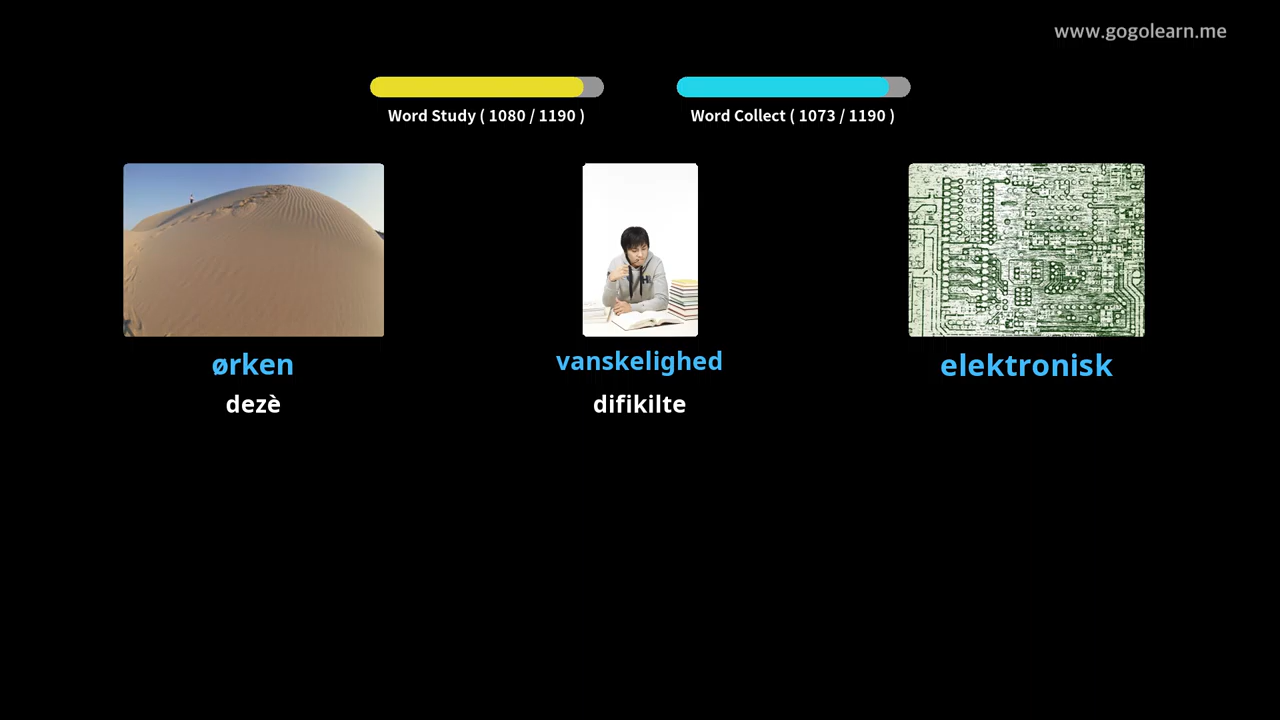 www.gogolearn.me
Word Study ( 1080 / 1190 )
Word Collect ( 1073 / 1190 )
ørken
vanskelighed
elektronisk
dezè
difikilte